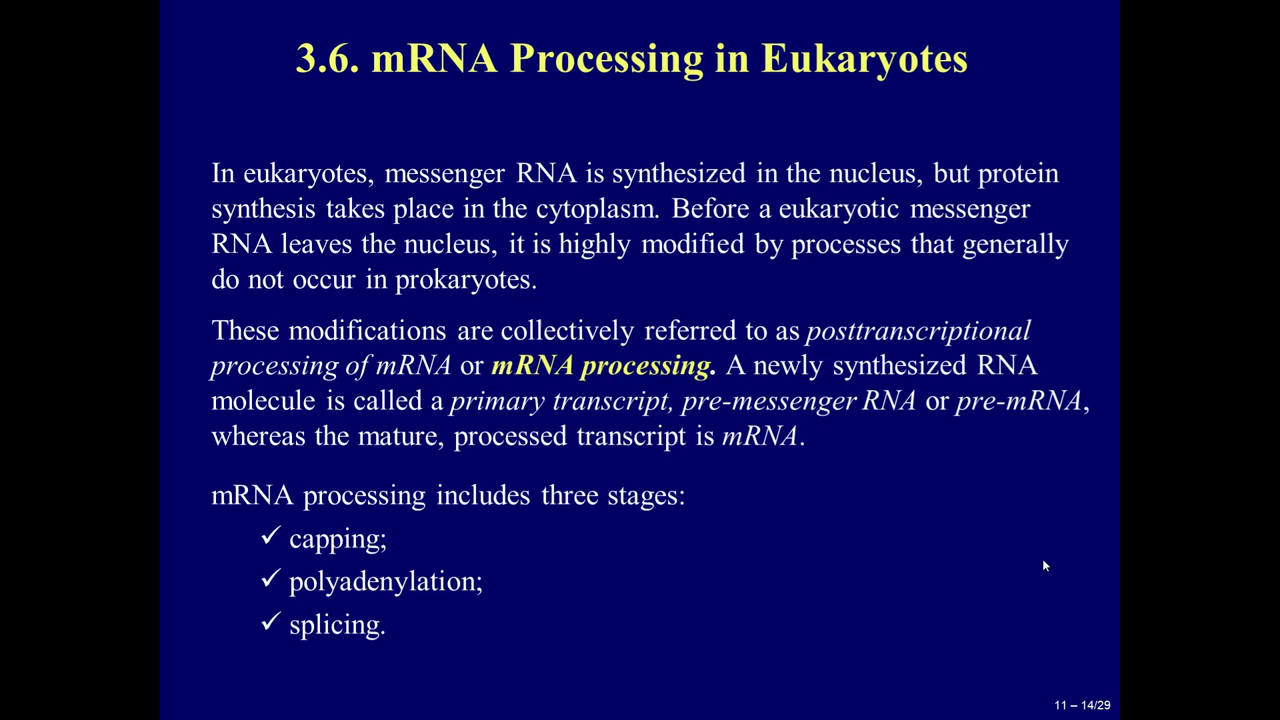 3.6. mRNA Processing in Eukaryotes
In eukaryotes, messenger RNA is synthesized in the nucleus, but protein
synthesis takes place in the cytoplasm. Before a eukaryotic messenger
RNA leaves the nucleus, it is highly modified by processes that generally
do not occur in prokaryotes.
These modifications are collectively referred to as posttranscriptional
processing of mRNA or mRNA processing. A newly synthesized RNA
molecule is called a primary transcript, pre-messenger RNA or pre-mRNA,
whereas the mature, processed transcript is mRNA.
mRNA processing includes three stages:
✓ capping;
✓ polyadenylation;
✓ splicing.
11 – 14/29